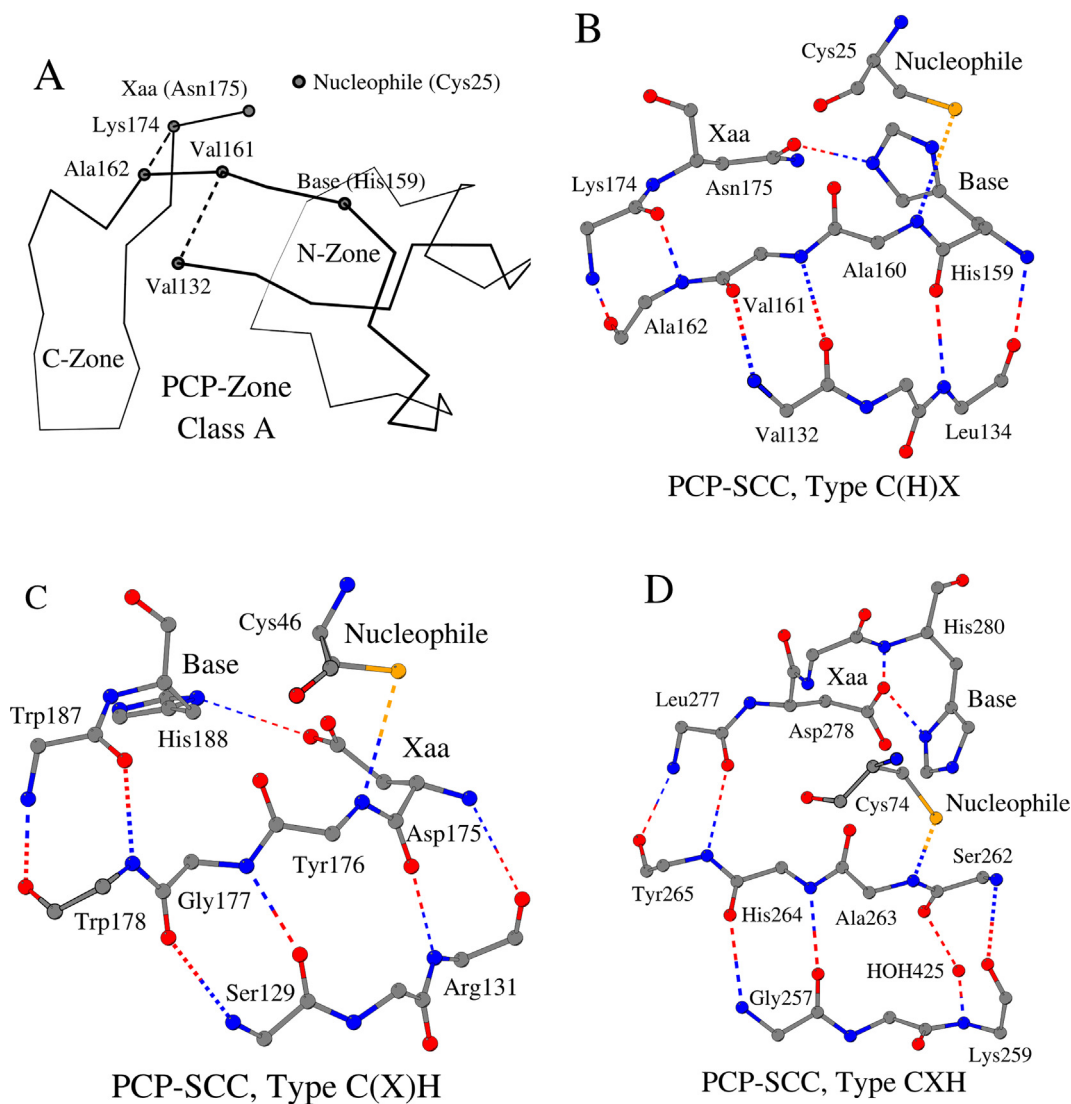 A
Xaa (Asn175)
Nucleophile (Cys25)
Lys174
Ala162
Val161
Base (His159)
N-Zone
Val132
C-Zone
PCP-Zone
Class A
B
Cys25
Nucleophile
Xaa
Lys174
Asn175
Base
Ala160
His159
Val161
Ala162
Val132
Leu134
PCP-SCC, Type C(H)X
C
Cys46
Nucleophile
Base
Trp187
His188
Xaa
Asp175
Tyr176
Gly177
Trp178
Ser129
Arg131
PCP-SCC, Type C(X)H
D
His280
Xaa
Leu277
Base
Asp278
Cys74
Nucleophile
Ser262
Tyr265
His264
Ala263
HOH425
Gly257
Lys259
PCP-SCC, Type CXH